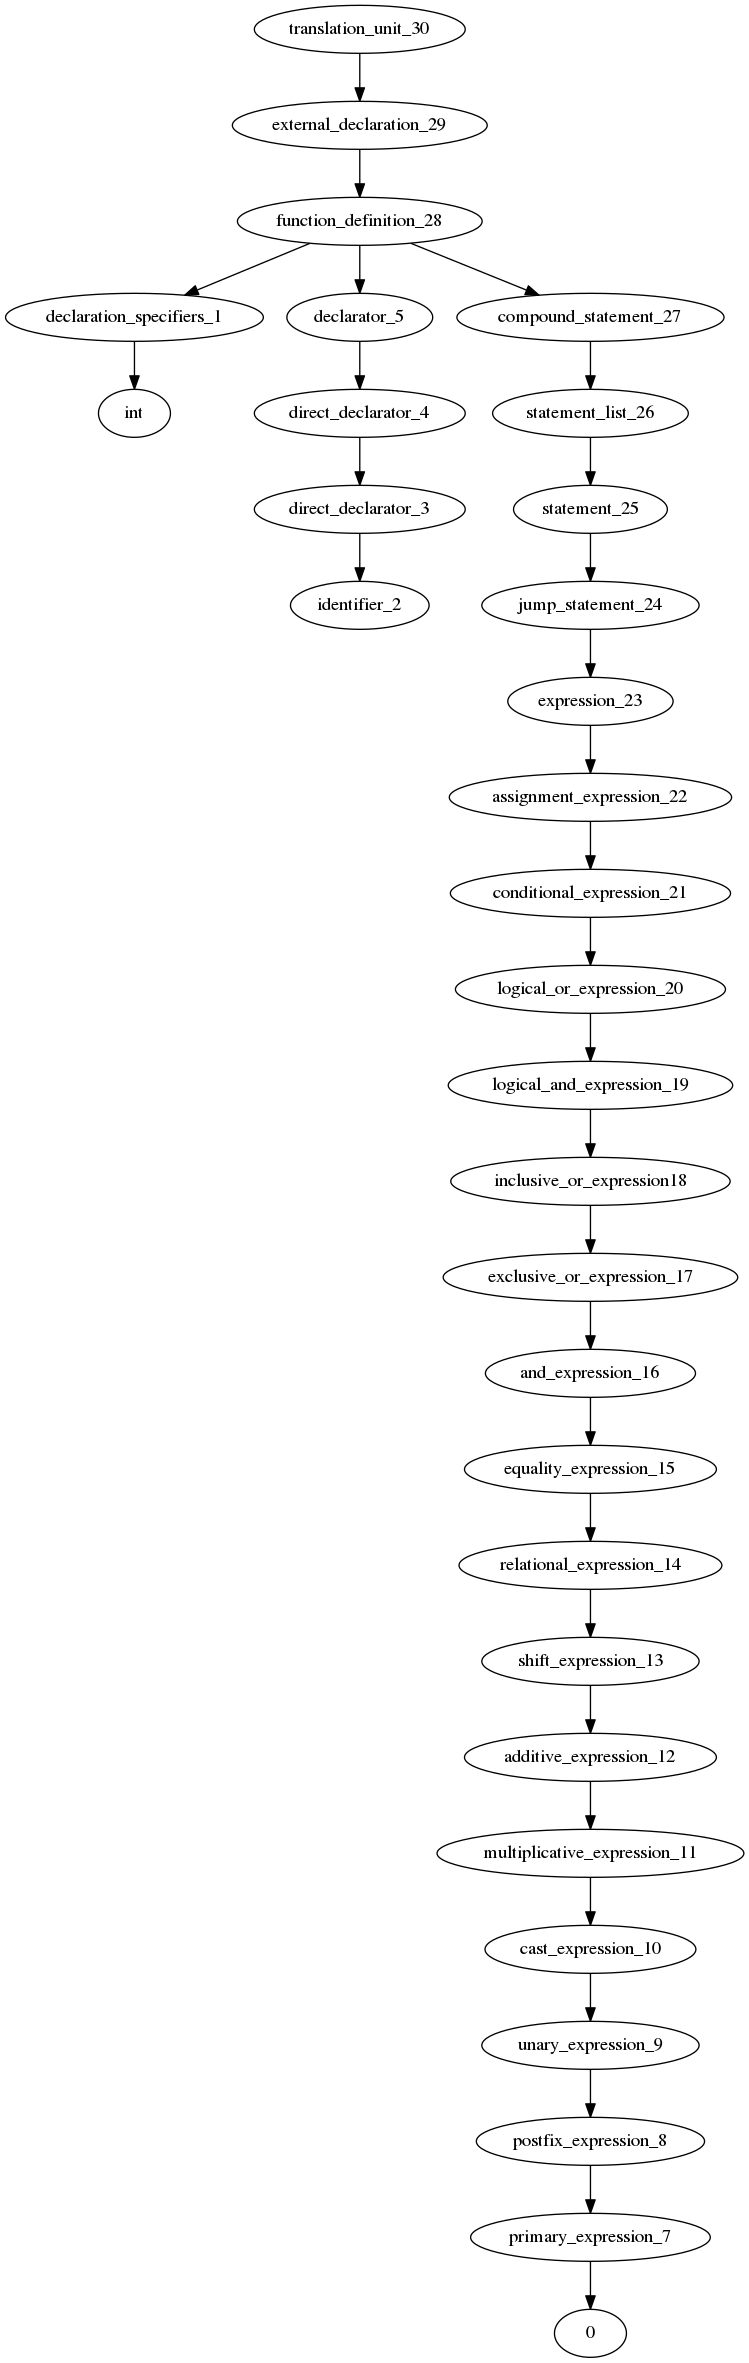 translation_unit_30
external_declaration_29
function_definition_28
declaration_specifiers_1
declarator_5
compound_statement_27
int
direct_declarator_4
statement_list_26
direct_declarator_3
statement_25
identifier_2
jump_statement_24
expression_23
assignment_expression_22
conditional_expression_21
logical_or_expression_20
logical_and_expression_19
inclusive_or_expression18
exclusive_or_expression_17
and_expression_16
equality_expression_15
relational_expression_14
shift_expression_13
additive_expression_12
multiplicative_expression_11
cast_expression_10
unary_expression_9
postfix_expression_8
primary_expression_7
0